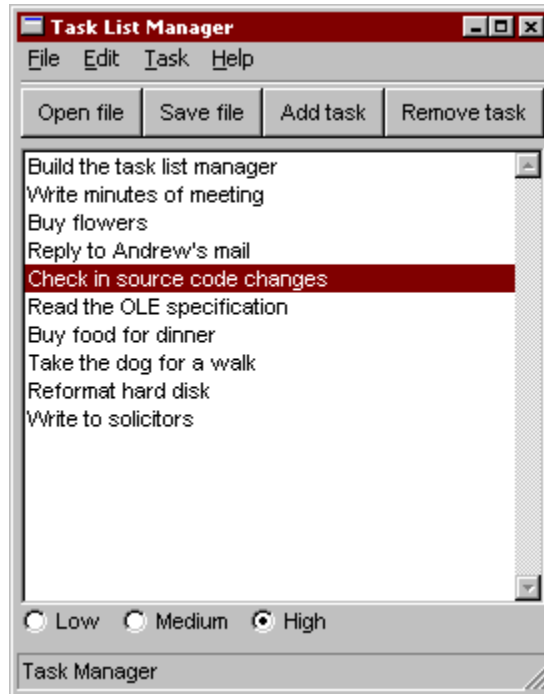 Task List Manager
File Edit Task Help
Open file Save file Add task Remove task
Build the task list manager
Write minutes of meeting
Buy flowers
Reply to Andrew's mail
Check in source code changes
Read the OLE specification
Buy food for dinner
Take the dog for a walk
Reformat hard disk
Write to solicitors
Low Medium High
Task Manager